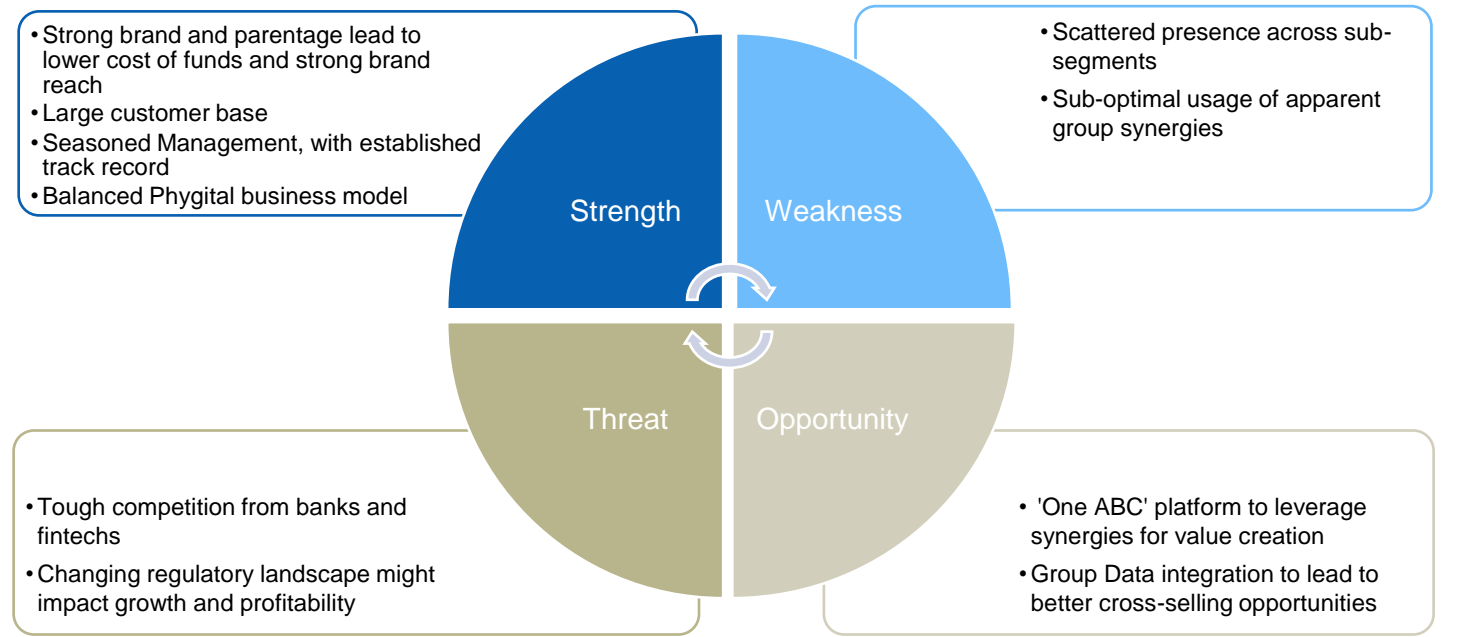 • Strong brand and parentage lead to
lower cost of funds and strong brand
reach
• Large customer base
• Seasoned Management, with established
track record
• Balanced Phygital business model
• Scattered presence across sub-
segments
• Sub-optimal usage of apparent
group synergies
Strength
Weakness
Threat
Opportunity
• Tough competition from banks and
fintechs
• Changing regulatory landscape might
impact growth and profitability
• 'One ABC' platform to leverage
synergies for value creation
• Group Data integration to lead to
better cross-selling opportunities